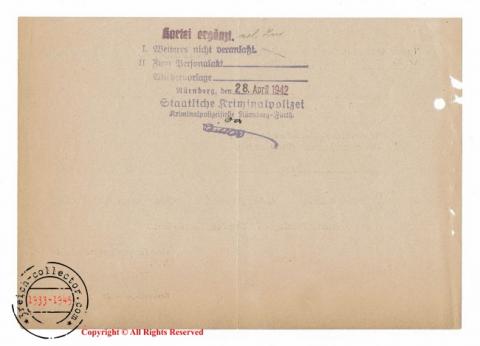 Kartei ergänzt.
I. Weiteres nicht veranlaßt.
II Zum Personalakt
Wiedervorlage
Nürnberg, den 28. April 1942
Staatliche Kriminalpolizei
Kriminalpolizeistelle Nürnberg-Fürth.
3reich-collector.com
1933-1945
Copyright © All Rights Reserved